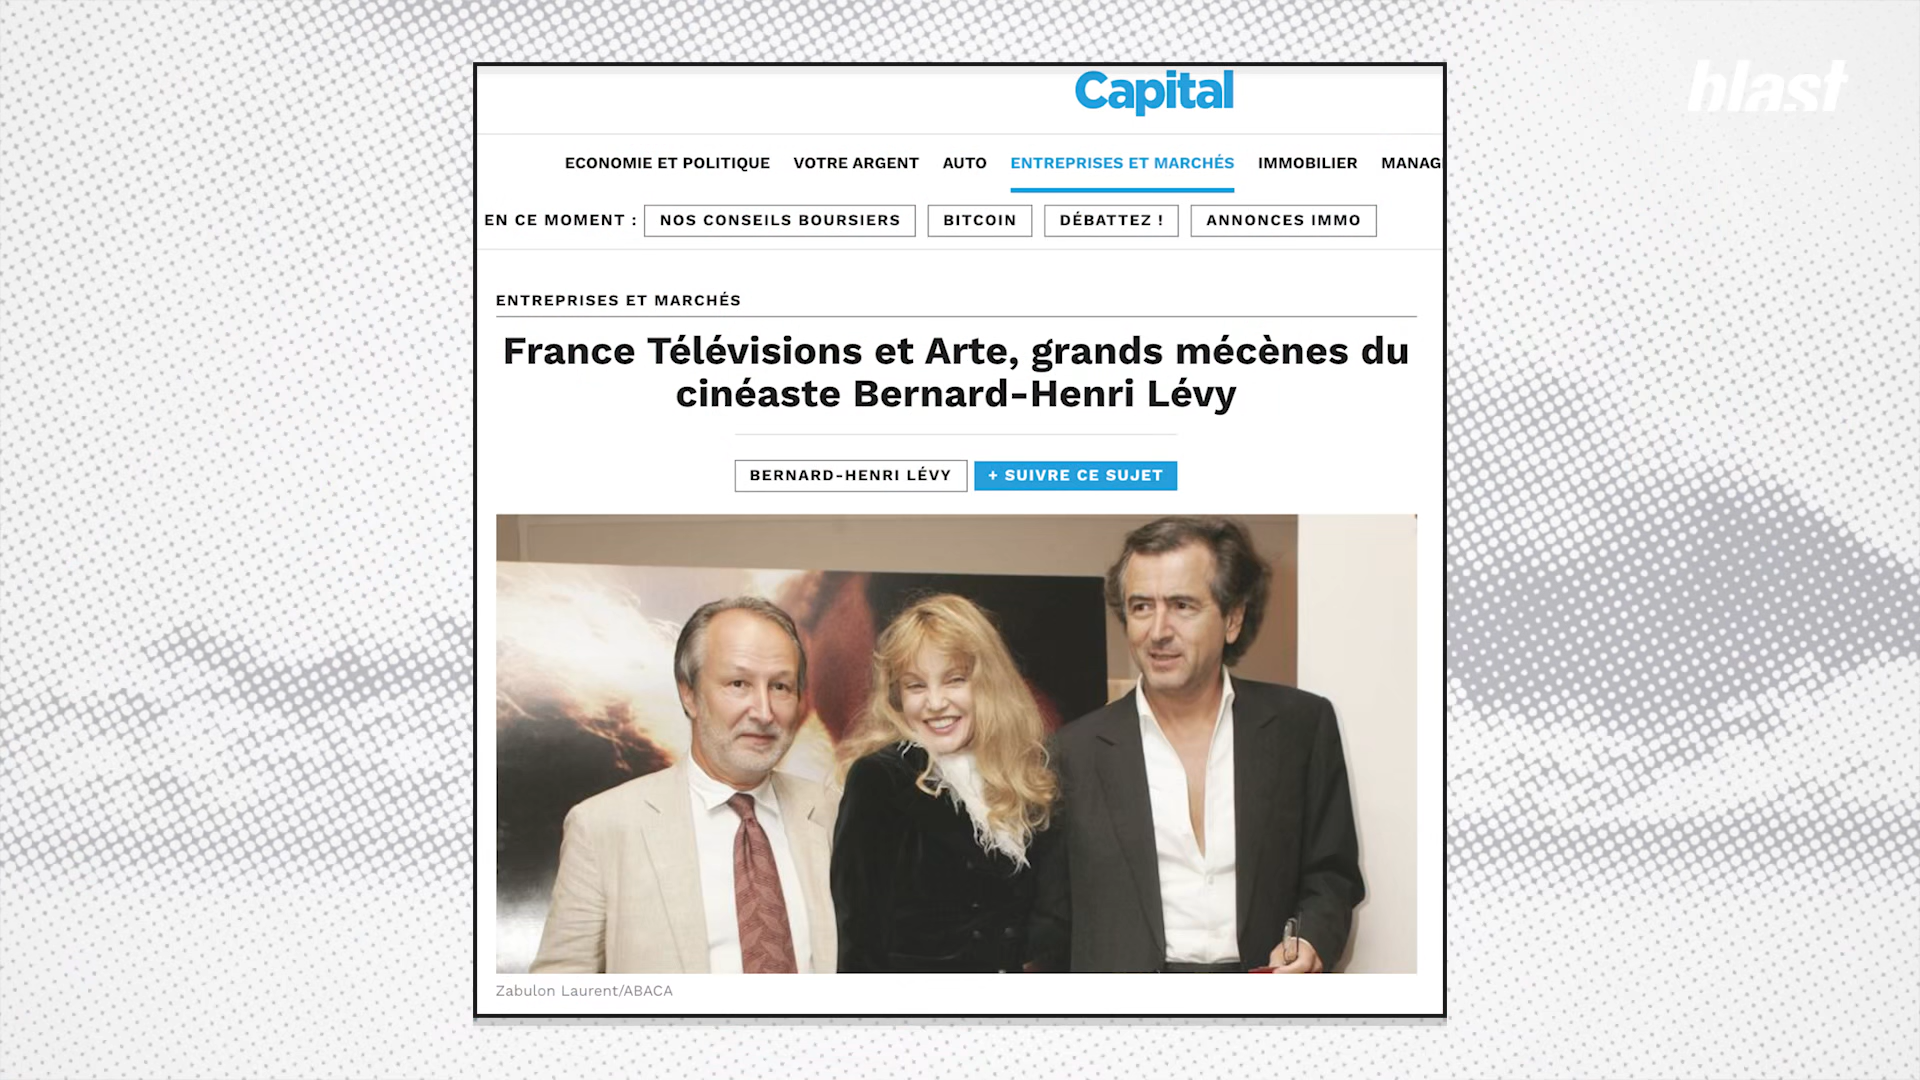 blast
Capital
ECONOMIE ET POLITIQUE VOTRE ARGENT AUTO ENTREPRISES ET MARCHÉS IMMOBILIER MANAG
EN CE MOMENT : NOS CONSEILS BOURSIERS BITCOIN DÉBATTEZ ! ANNONCES IMMO
ENTREPRISES ET MARCHÉS
France Télévisions et Arte, grands mécènes du
cinéaste Bernard-Henri Lévy
BERNARD-HENRI LÉVY + SUIVRE CE SUJET
Zabulon Laurent/ABACA